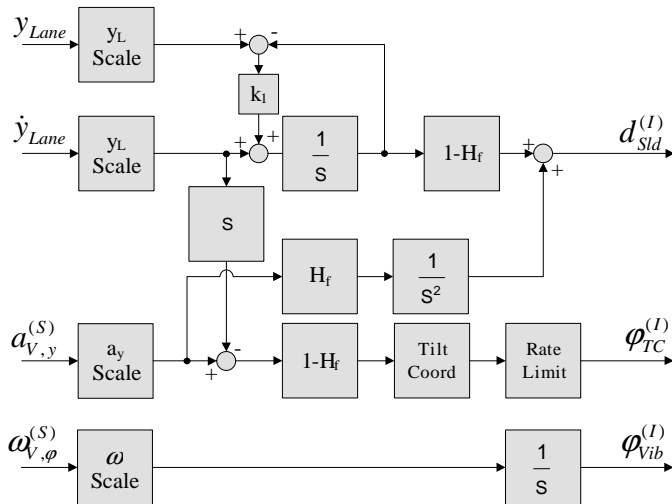 y_Lane
y_L Scale
+ -
k_1
ẏ_Lane
y_L Scale
+ +
1/S
1-H_f
+ +
d_Sld^(I)
S
H_f
1/S^2
a_V,y^(S)
a_y Scale
+ -
1-H_f
Tilt Coord
Rate Limit
φ_TC^(I)
ω_V,φ^(S)
ω Scale
1/S
φ_Vib^(I)